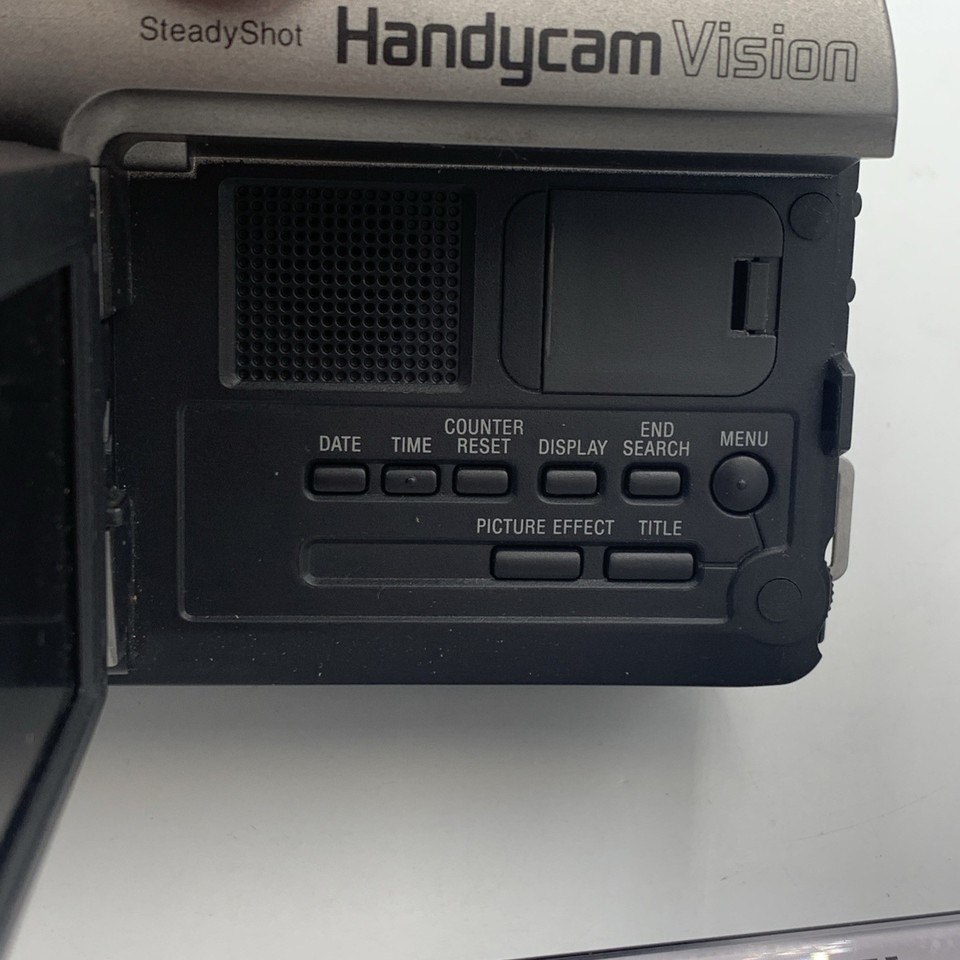 SteadyShot Handycam Vision
DATE TIME COUNTER RESET DISPLAY END SEARCH MENU
PICTURE EFFECT TITLE